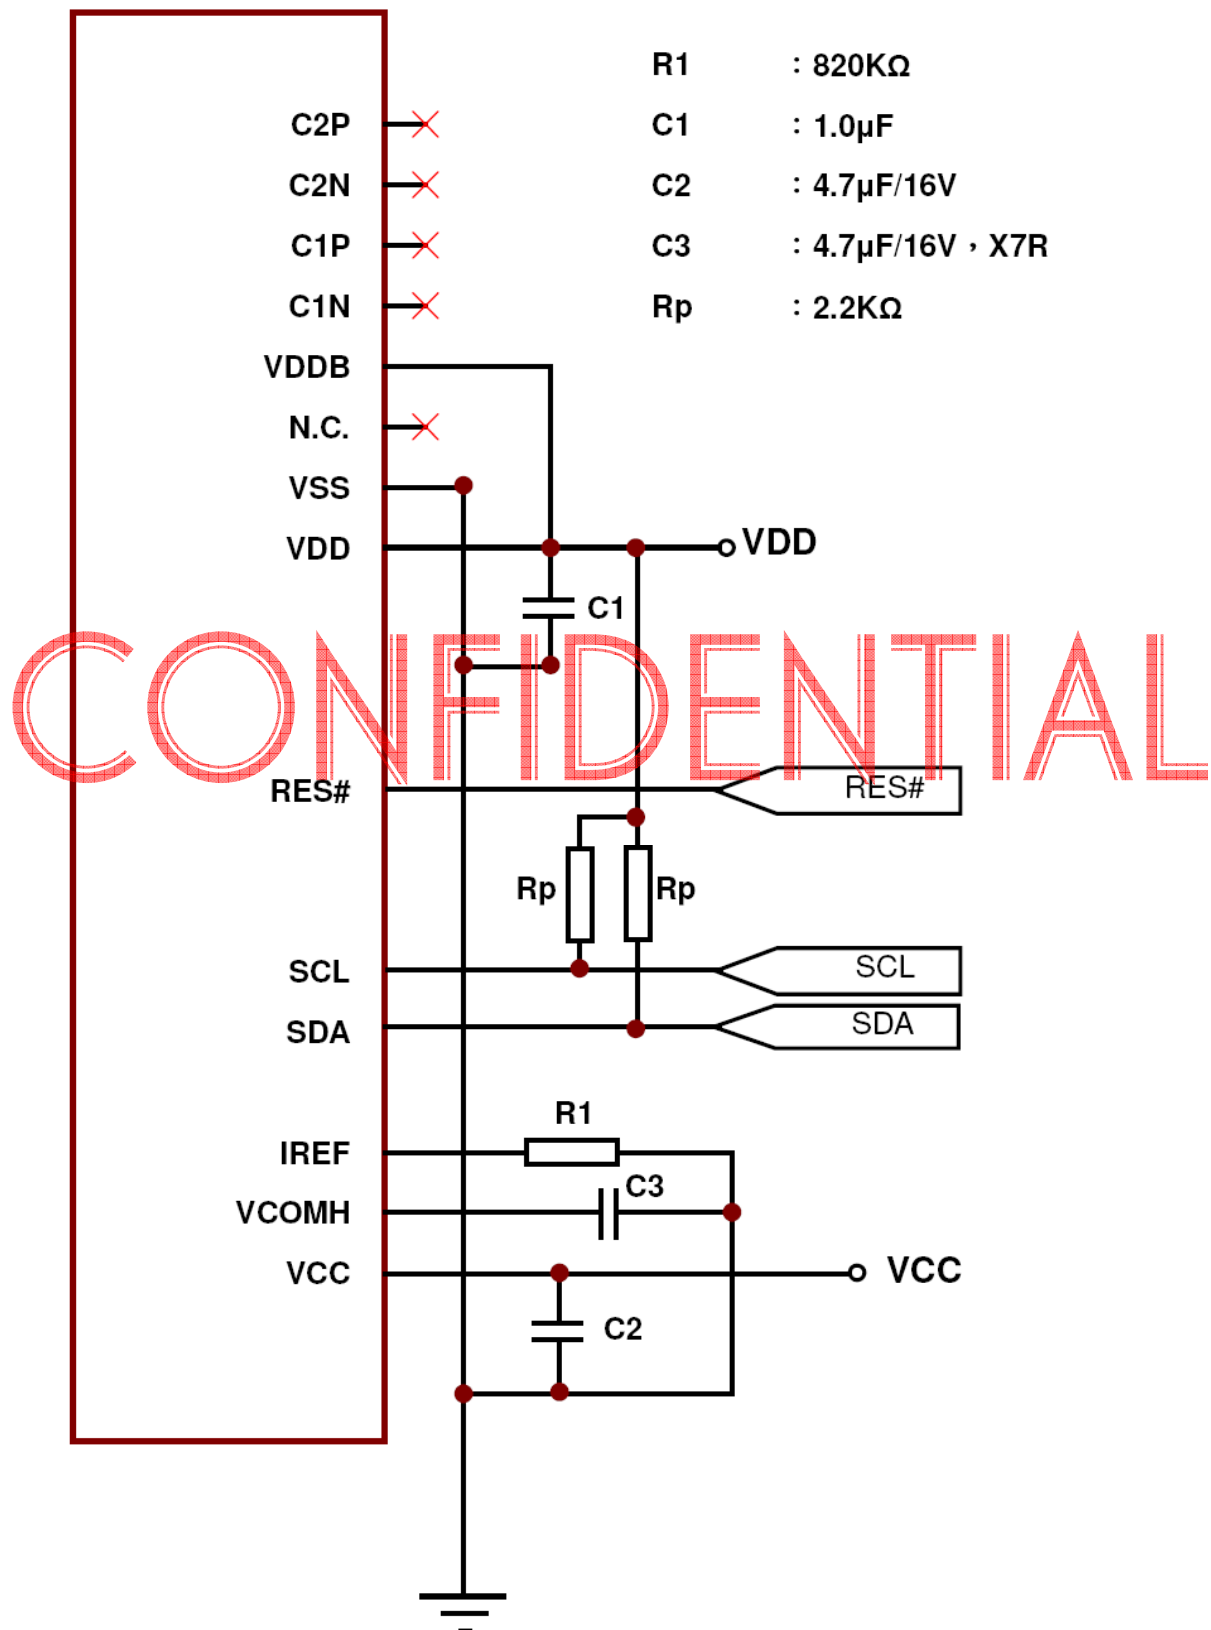 R1 : 820KΩ
C2P
C1 : 1.0µF
C2N
C2 : 4.7µF/16V
C1P
C3 : 4.7µF/16V，X7R
C1N
Rp : 2.2KΩ
VDDB
N.C.
VSS
VDD
VDD
C1
CONFIDENTIAL
RES#
RES#
Rp
Rp
SCL
SCL
SDA
SDA
R1
IREF
C3
VCOMH
VCC
VCC
C2